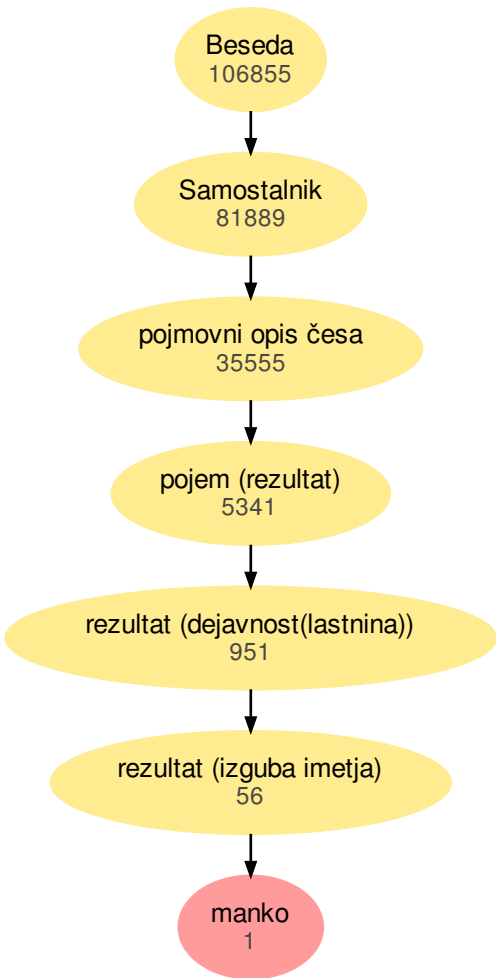 Beseda
106855
Samostalnik
81889
pojmovni opis česa
35555
pojem (rezultat)
5341
rezultat (dejavnost(lastnina))
951
rezultat (izguba imetja)
56
manko
1